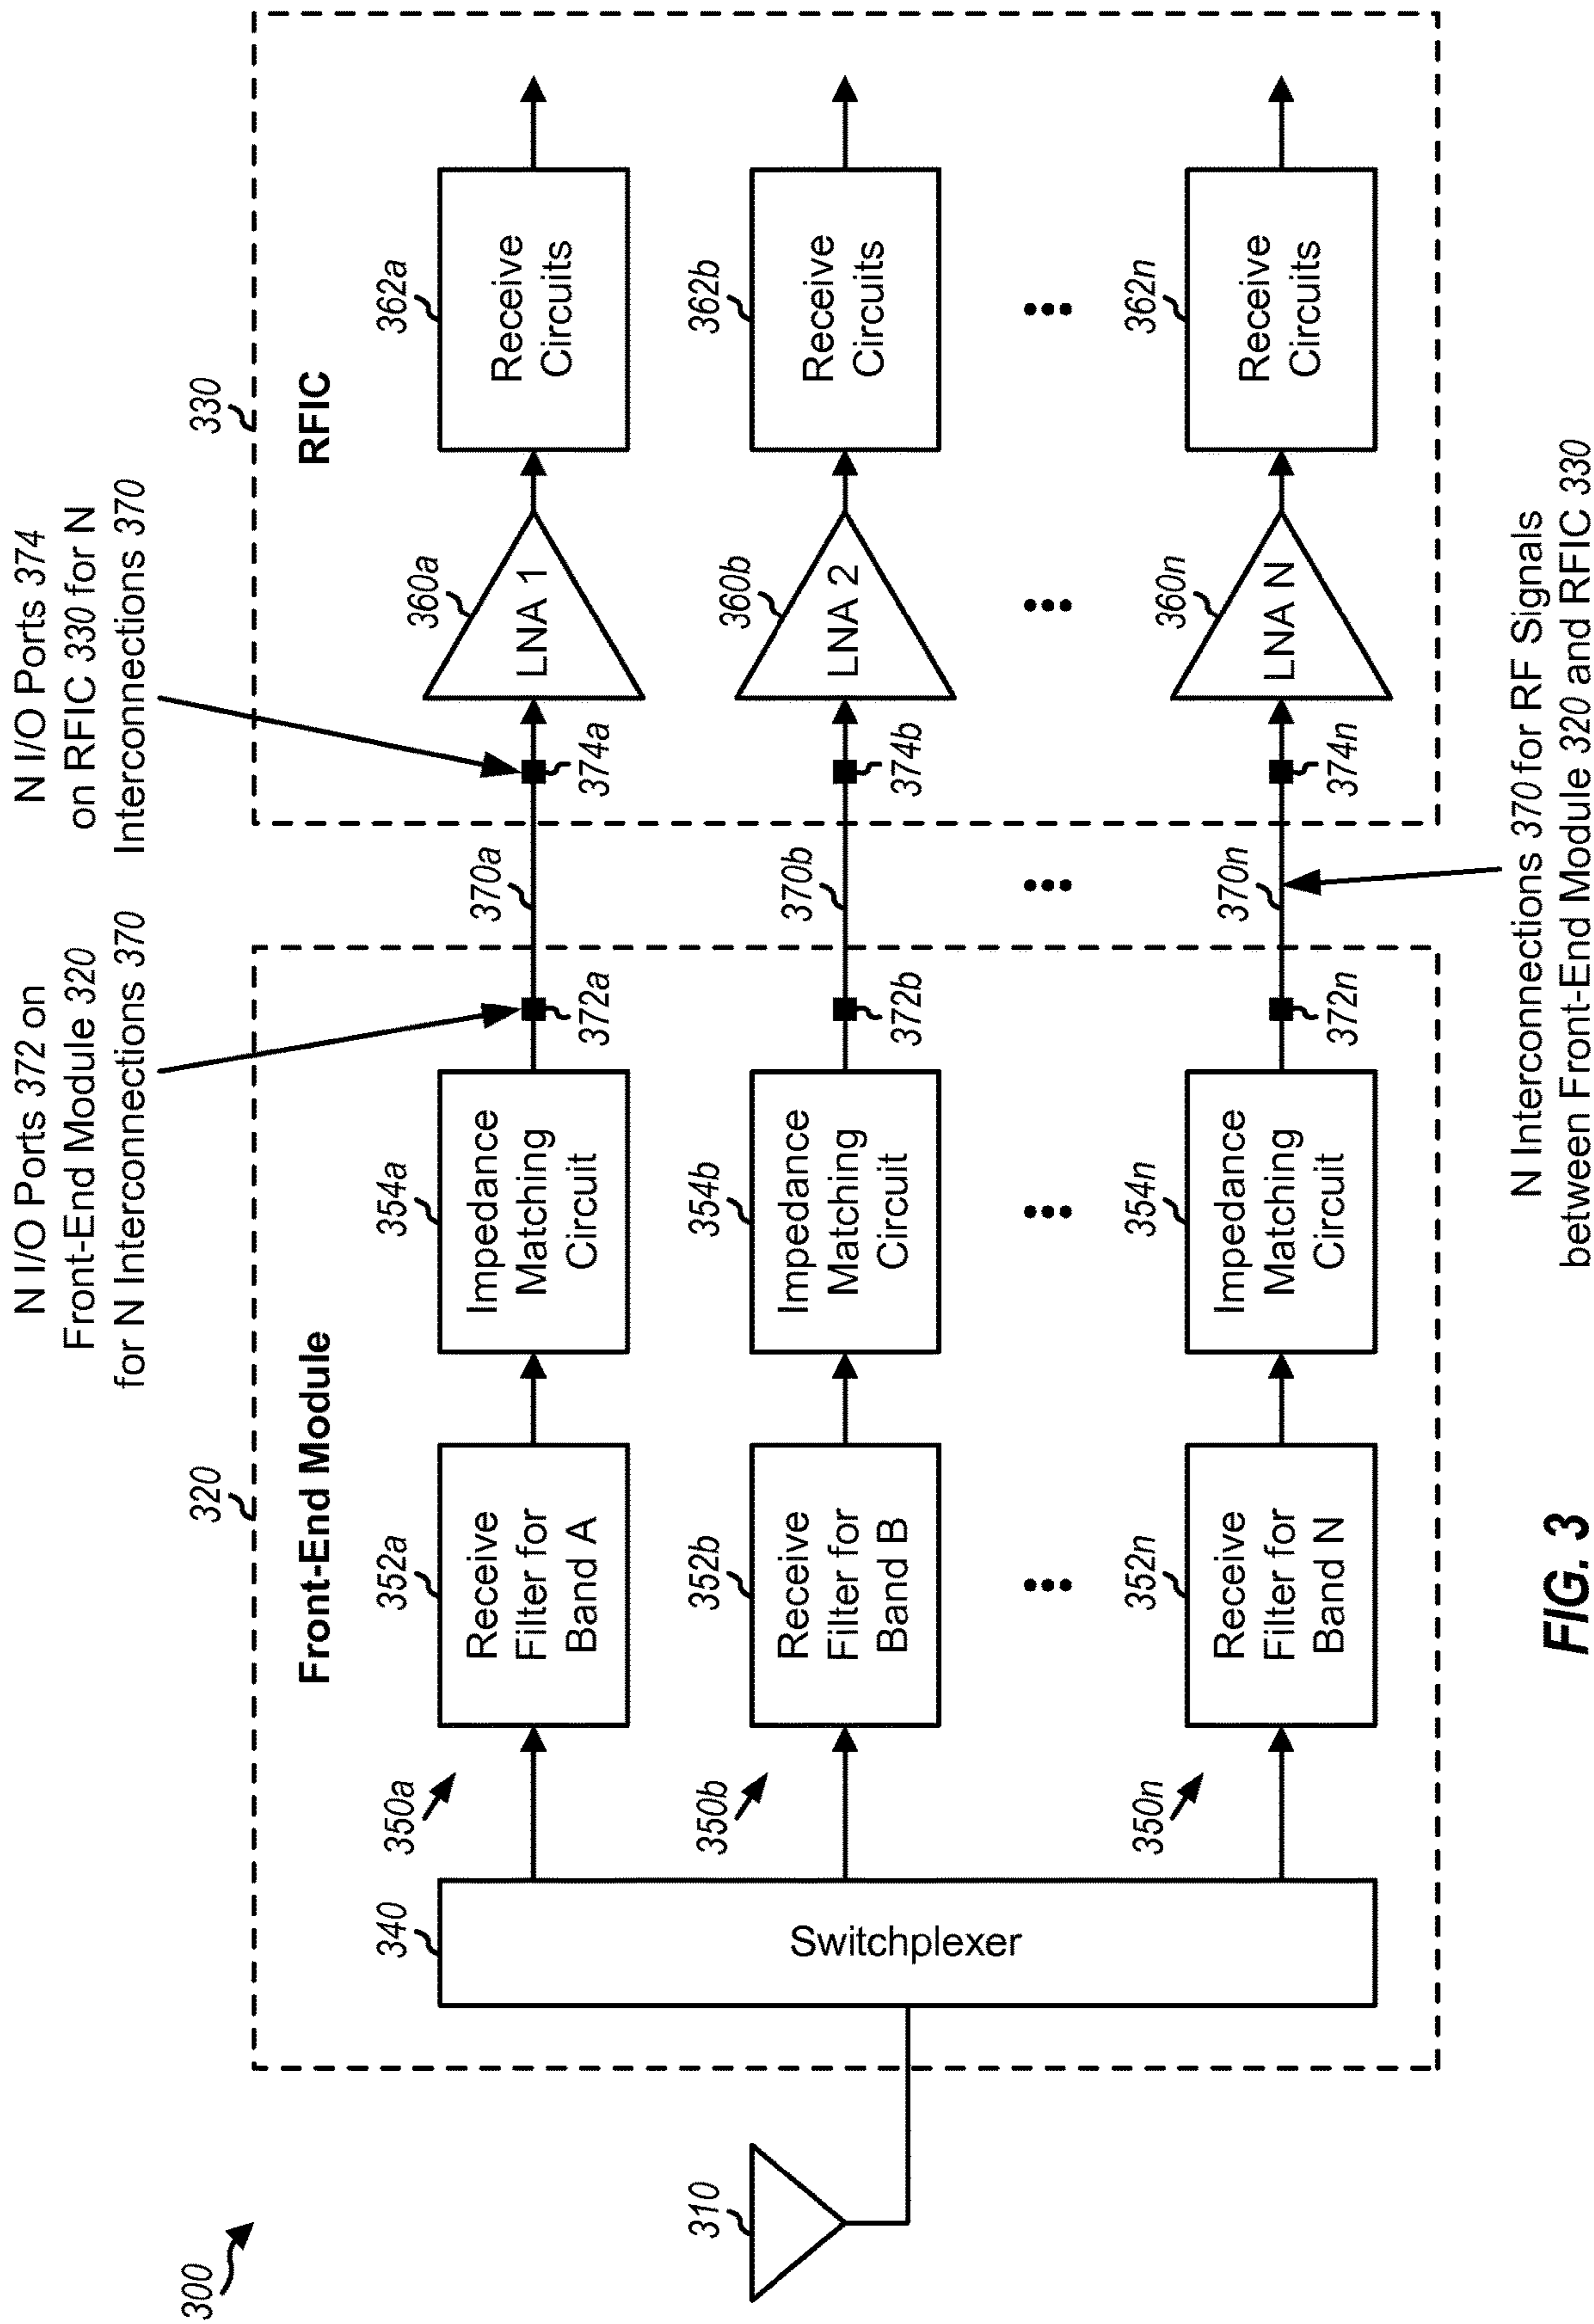 300
N I/O Ports 372 on
Front-End Module 320
for N Interconnections 370
N I/O Ports 374
on RFIC 330 for N
Interconnections 370
320
330
Front-End Module
RFIC
310
340
Switchplexer
350a
352a
Receive
Filter for
Band A
354a
Impedance
Matching
Circuit
372a
370a
374a
360a
LNA 1
362a
Receive
Circuits
350b
352b
Receive
Filter for
Band B
354b
Impedance
Matching
Circuit
372b
370b
374b
360b
LNA 2
362b
Receive
Circuits
350n
352n
Receive
Filter for
Band N
354n
Impedance
Matching
Circuit
372n
370n
374n
360n
LNA N
362n
Receive
Circuits
N Interconnections 370 for RF Signals
between Front-End Module 320 and RFIC 330
FIG. 3